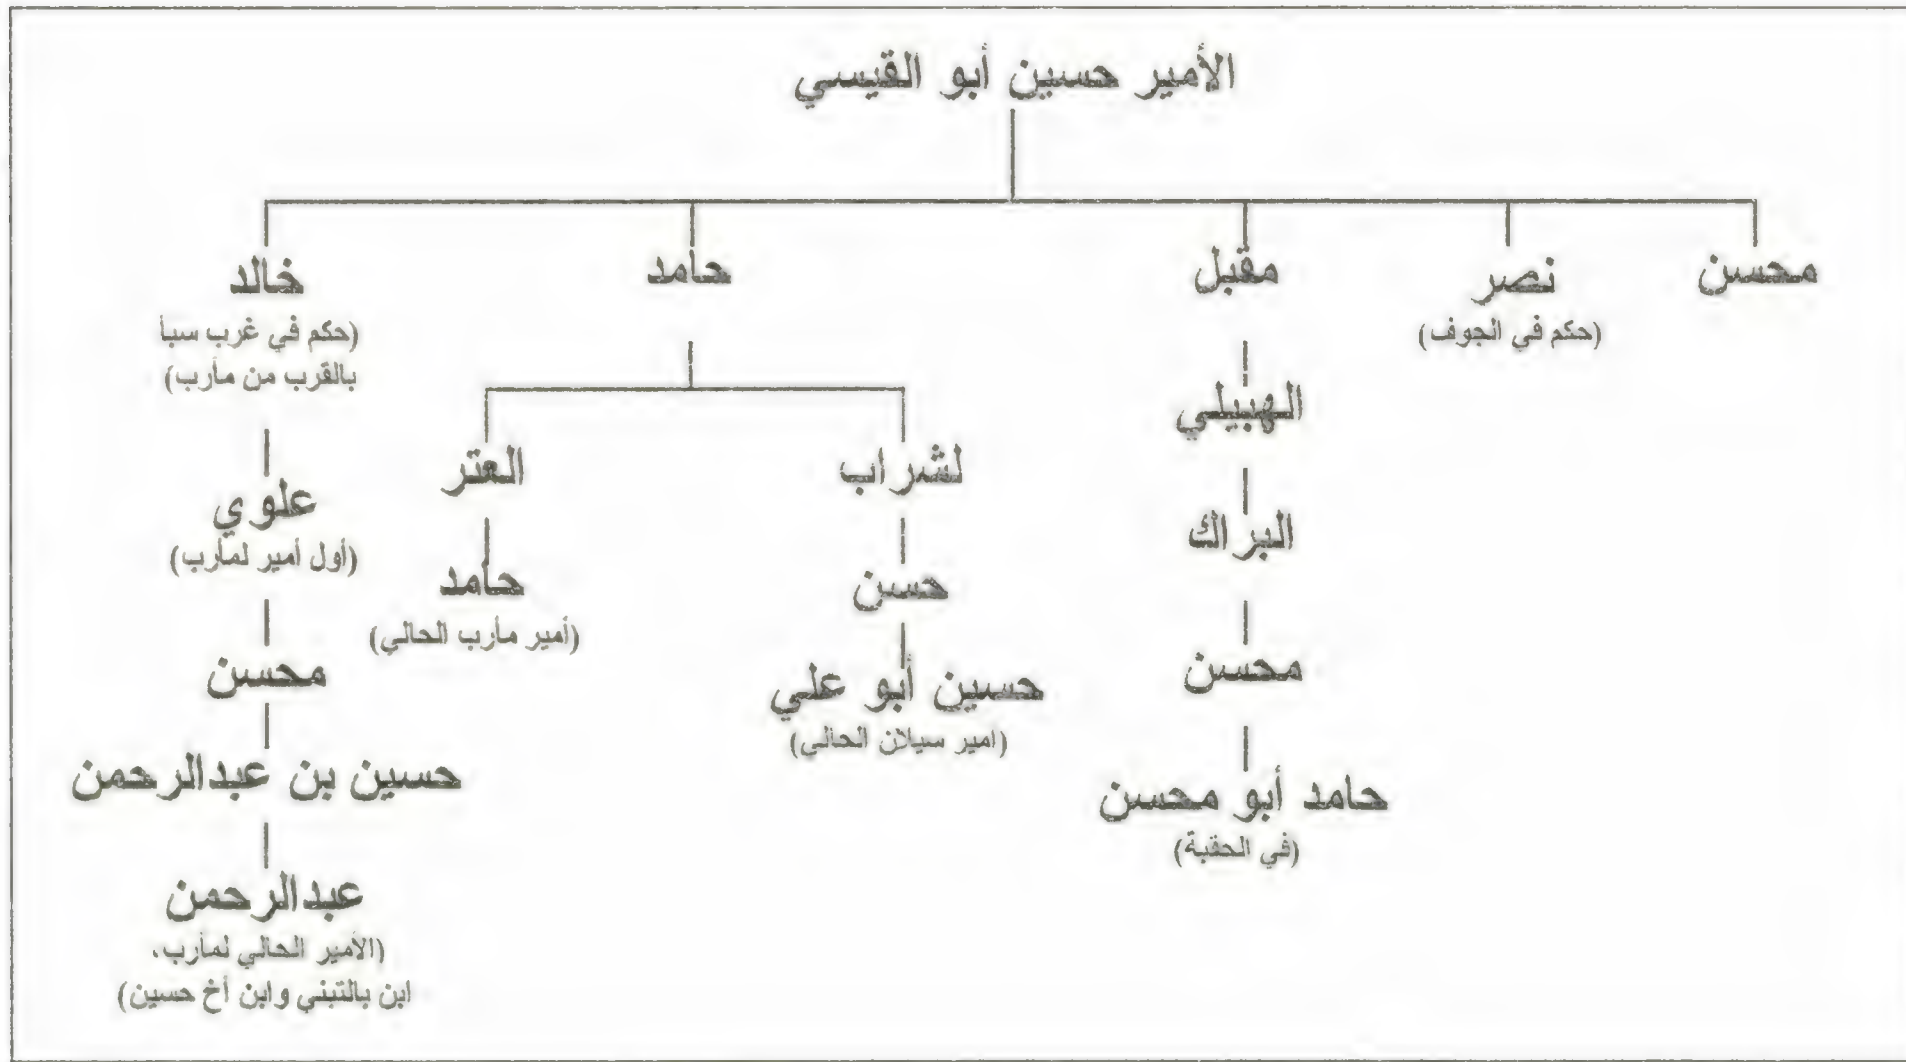 الأمير حسين أبو القيسي
محسن
نصر
(حكم في الجوف)
مقبل
الهبيلي
البراك
محسن
حامد أبو محسن
(في الحقبة)
حامد
لشراب
حسن
حسين أبو علي
(امير سيلان الحالي)
العتر
حامد
(أمير مأرب الحالي)
خالد
(حكم في غرب سبأ
بالقرب من مأرب)
علوي
(أول أمير لمأرب)
محسن
حسين بن عبدالرحمن
عبدالرحمن
(الأمير الحالي لمأرب،
ابن بالتبني وابن أخ حسين)